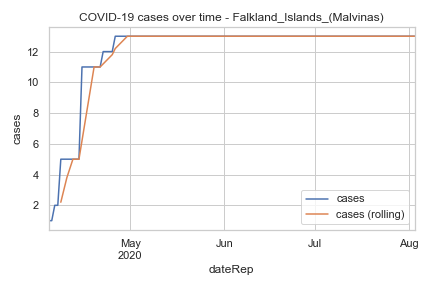 COVID-19 cases over time - Falkland_Islands_(Malvinas)
cases
12
10
8
6
4
2
cases
cases (rolling)
May
2020
Jun
Jul
Aug
dateRep